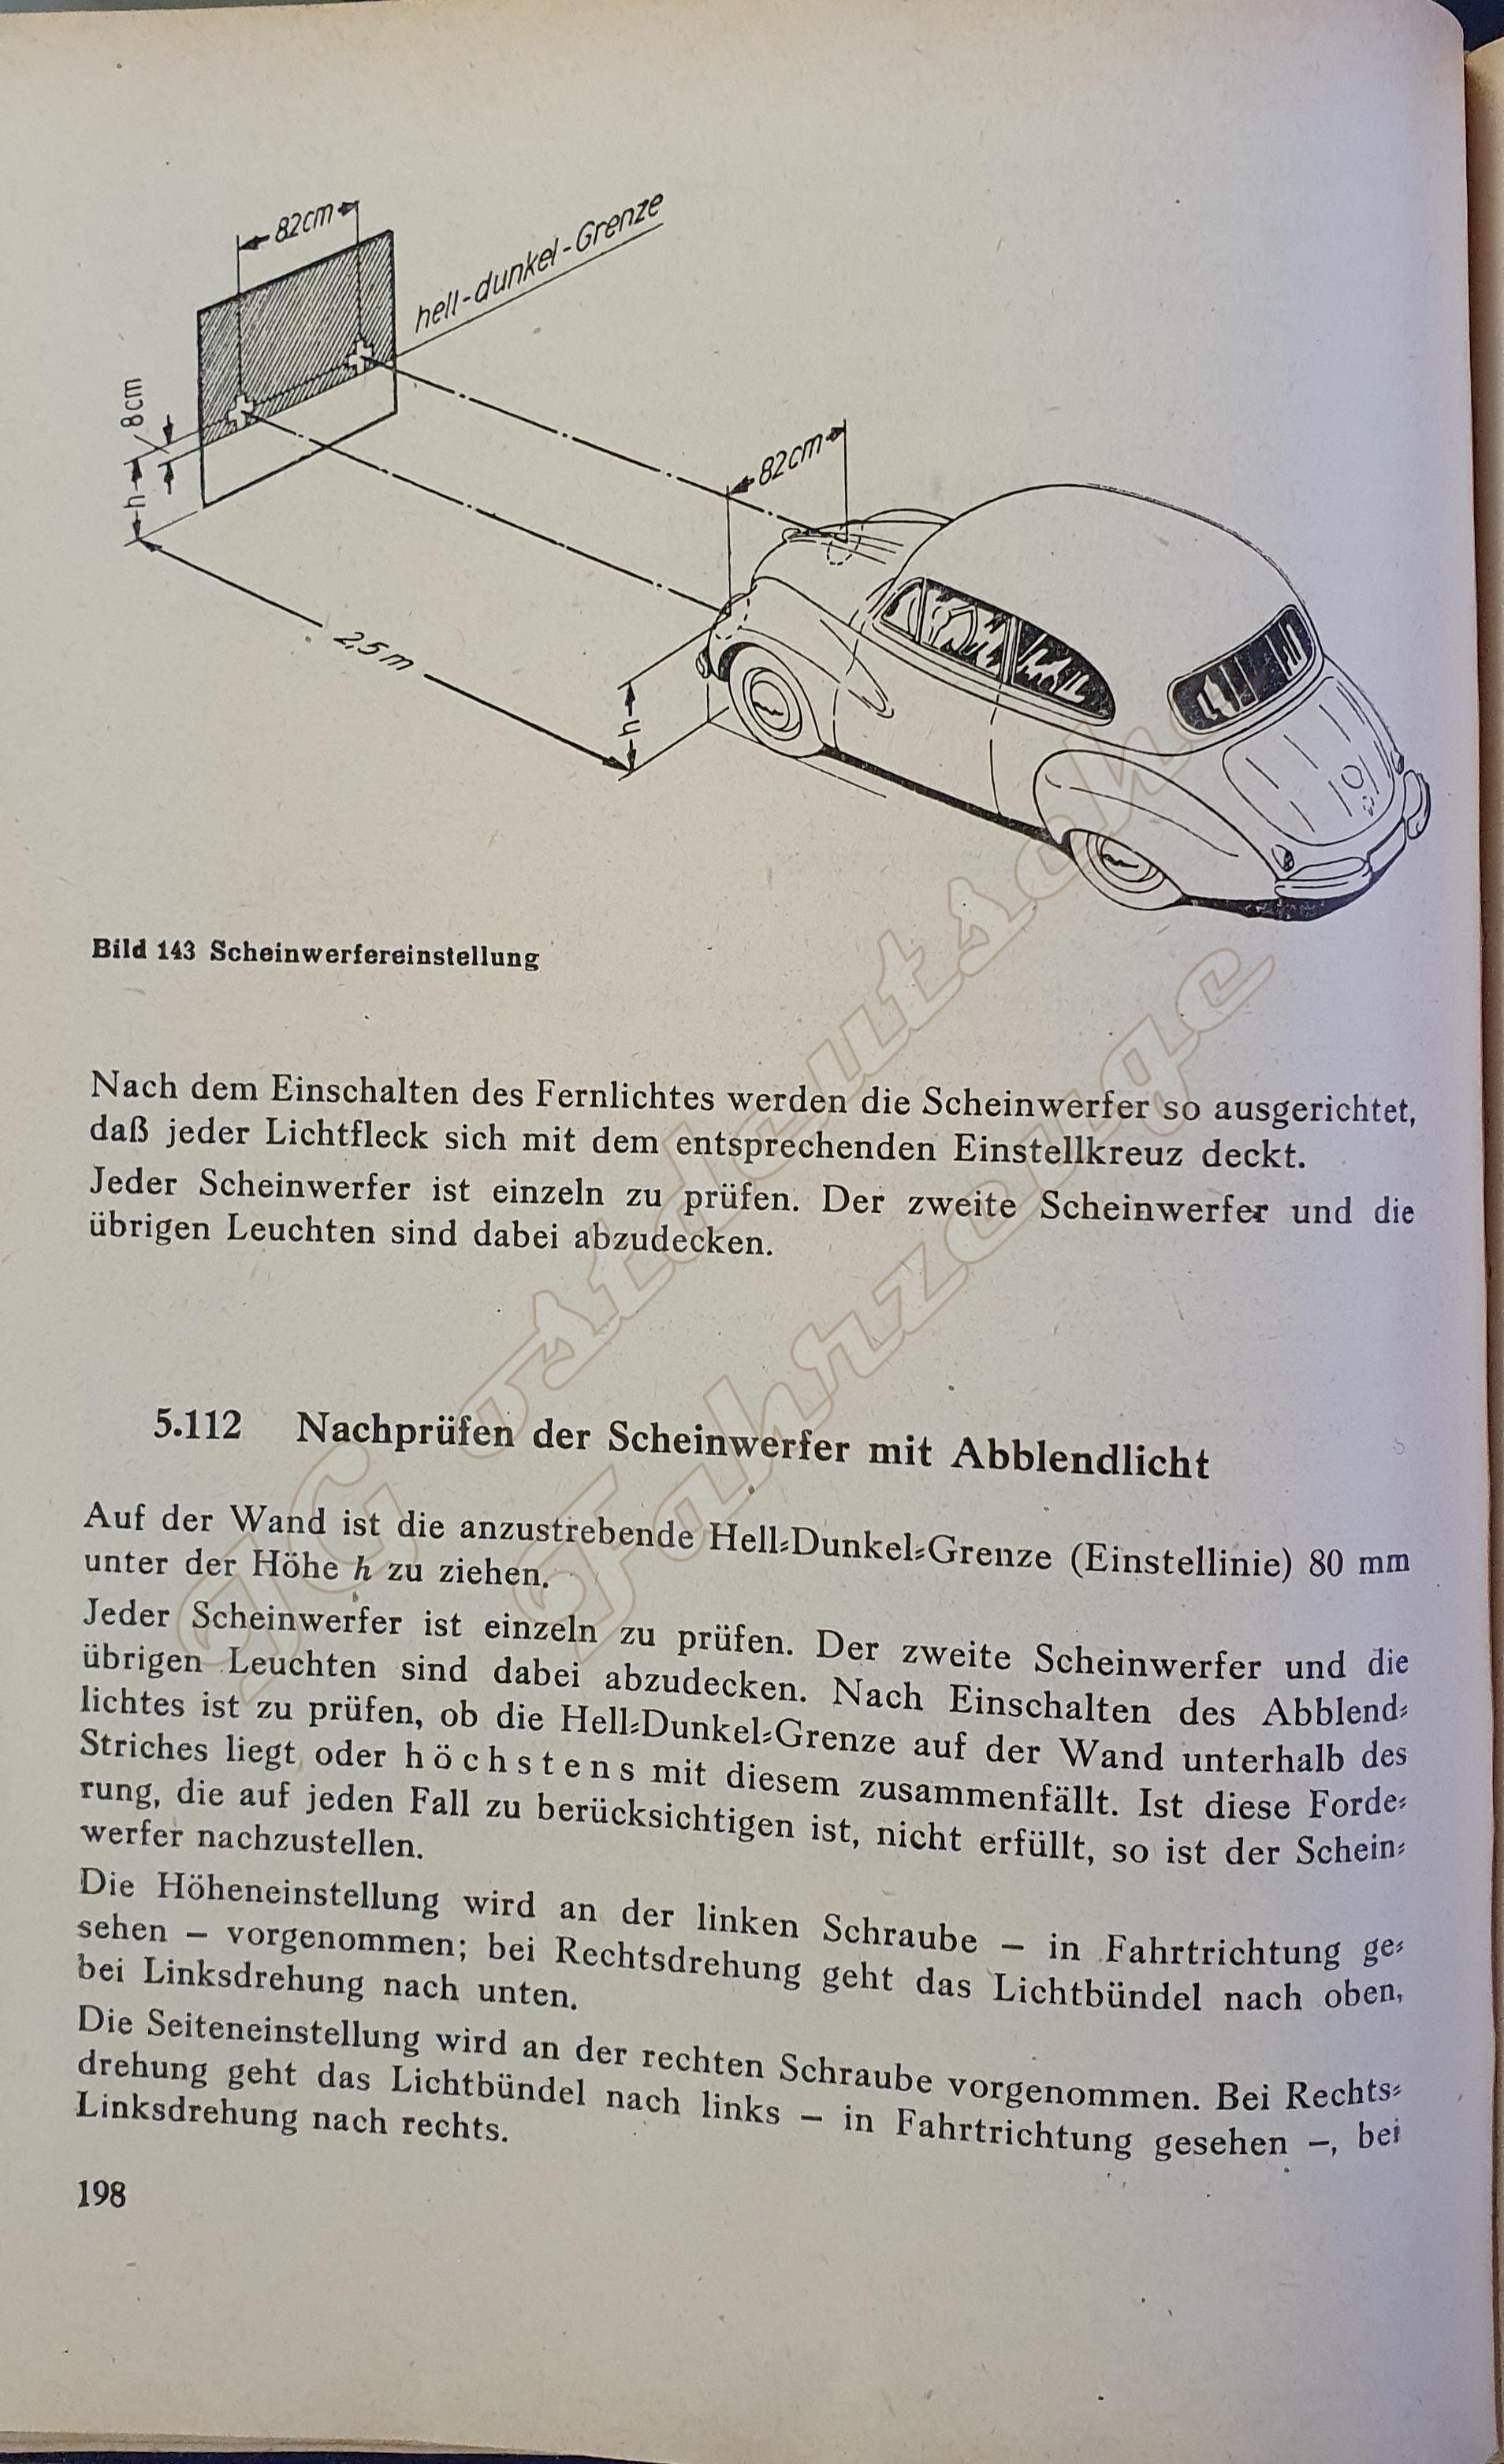 82cm
hell-dunkel-Grenze
8cm
h
82cm
2,5m
h
Bild 143 Scheinwerfereinstellung
Nach dem Einschalten des Fernlichtes werden die Scheinwerfer so ausgerichtet,
daß jeder Lichtfleck sich mit dem entsprechenden Einstellkreuz deckt.
Jeder Scheinwerfer ist einzeln zu prüfen. Der zweite Scheinwerfer und die
übrigen Leuchten sind dabei abzudecken.
5.112 Nachprüfen der Scheinwerfer mit Abblendlicht
Auf der Wand ist die anzustrebende Hell-Dunkel-Grenze (Einstellinie) 80 mm
unter der Höhe h zu ziehen.
Jeder Scheinwerfer ist einzeln zu prüfen. Der zweite Scheinwerfer und die
übrigen Leuchten sind dabei abzudecken. Nach Einschalten des Abblend-
lichtes ist zu prüfen, ob die Hell-Dunkel-Grenze auf der Wand unterhalb des
Striches liegt oder höchstens mit diesem zusammenfällt. Ist diese Forde-
rung, die auf jeden Fall zu berücksichtigen ist, nicht erfüllt, so ist der Schein-
werfer nachzustellen.
Die Höheneinstellung wird an der linken Schraube – in Fahrtrichtung ge-
sehen – vorgenommen; bei Rechtsdrehung geht das Lichtbündel nach oben,
bei Linksdrehung nach unten.
Die Seiteneinstellung wird an der rechten Schraube vorgenommen. Bei Rechts-
drehung geht das Lichtbündel nach links – in Fahrtrichtung gesehen –, bei
Linksdrehung nach rechts.
198
IG ostdeutsche
Fahrzeuge